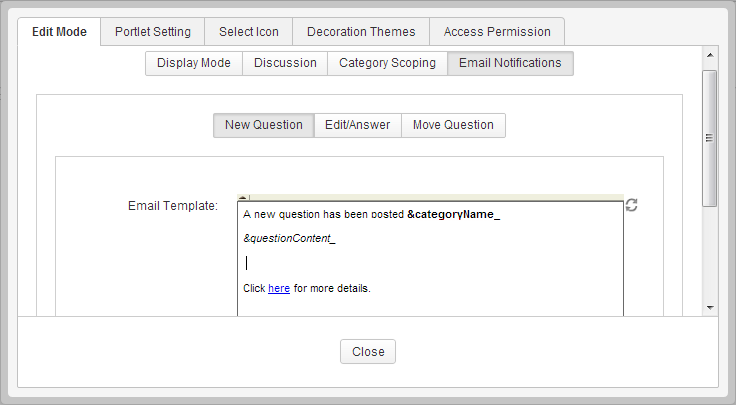 Edit Mode Portlet Setting Select Icon Decoration Themes Access Permission
Display Mode Discussion Category Scoping Email Notifications
New Question Edit/Answer Move Question
Email Template:
A new question has been posted &categoryName_
&questionContent_
Click here for more details.
Close